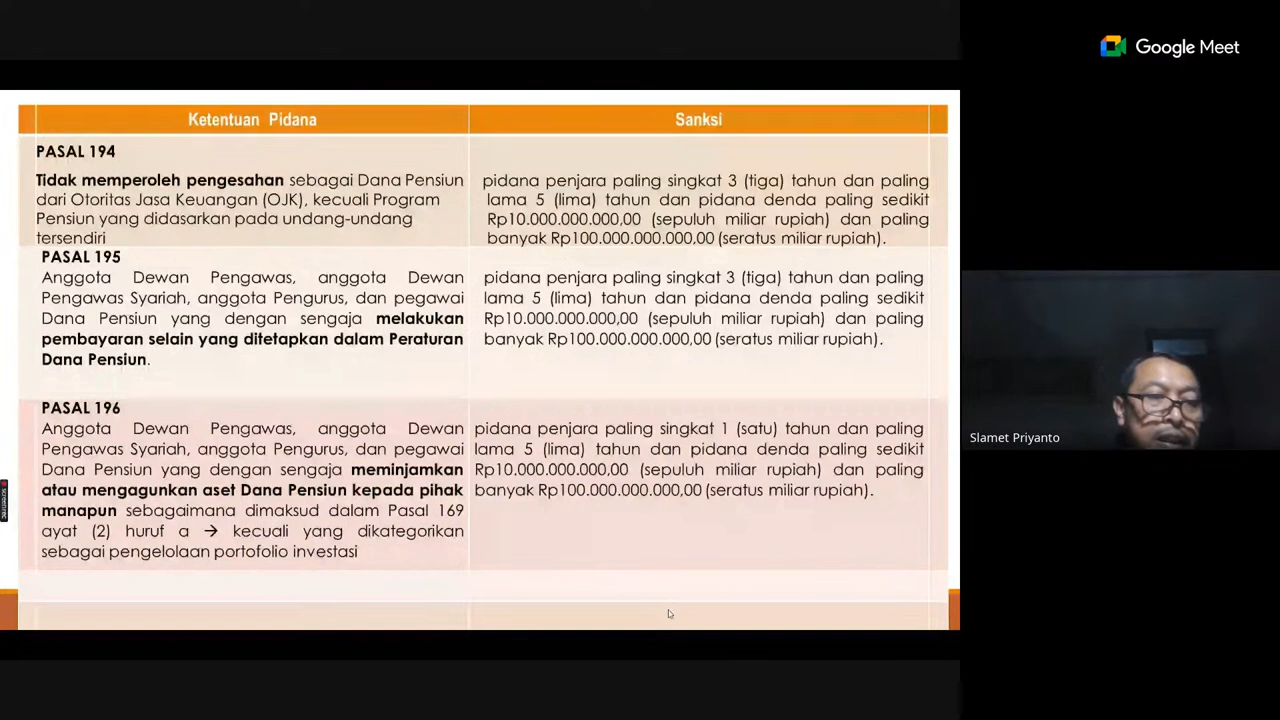 Google Meet
Ketentuan Pidana
Sanksi
PASAL 194
Tidak memperoleh pengesahan sebagai Dana Pensiun
dari Otoritas Jasa Keuangan (OJK), kecuali Program
Pensiun yang didasarkan pada undang-undang
tersendiri
pidana penjara paling singkat 3 (tiga) tahun dan paling
lama 5 (lima) tahun dan pidana denda paling sedikit
Rp10.000.000.000,00 (sepuluh miliar rupiah) dan paling
banyak Rp100.000.000.000,00 (seratus miliar rupiah).
PASAL 195
Anggota Dewan Pengawas, anggota Dewan
Pengawas Syariah, anggota Pengurus, dan pegawai
Dana Pensiun yang dengan sengaja melakukan
pembayaran selain yang ditetapkan dalam Peraturan
Dana Pensiun.
pidana penjara paling singkat 3 (tiga) tahun dan paling
lama 5 (lima) tahun dan pidana denda paling sedikit
Rp10.000.000.000,00 (sepuluh miliar rupiah) dan paling
banyak Rp100.000.000.000,00 (seratus miliar rupiah).
PASAL 196
Anggota Dewan Pengawas, anggota Dewan
Pengawas Syariah, anggota Pengurus, dan pegawai
Dana Pensiun yang dengan sengaja meminjamkan
atau mengagunkan aset Dana Pensiun kepada pihak
manapun sebagaimana dimaksud dalam Pasal 169
ayat (2) huruf a → kecuali yang dikategorikan
sebagai pengelolaan portofolio investasi
pidana penjara paling singkat 1 (satu) tahun dan paling
lama 5 (lima) tahun dan pidana denda paling sedikit
Rp10.000.000.000,00 (sepuluh miliar rupiah) dan paling
banyak Rp100.000.000.000,00 (seratus miliar rupiah).
Slamet Priyanto